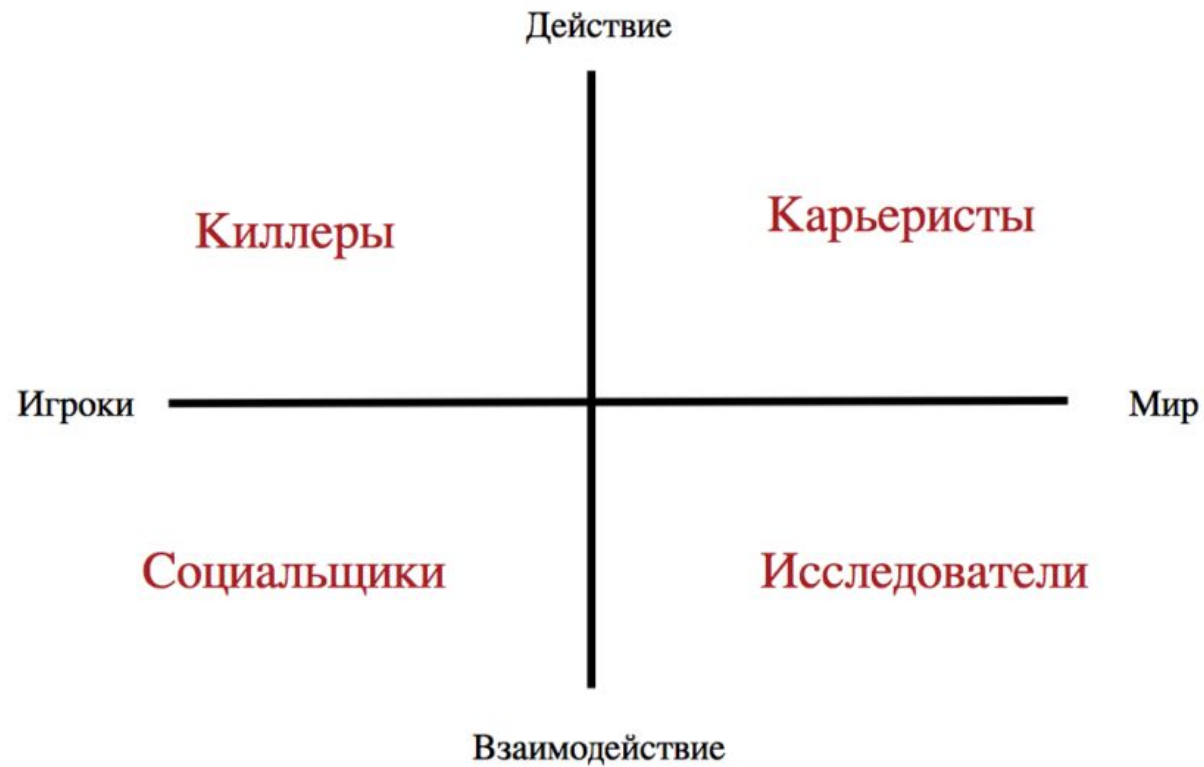 Действие
Киллеры
Карьеристы
Игроки
Мир
Социальщики
Исследователи
Взаимодействие